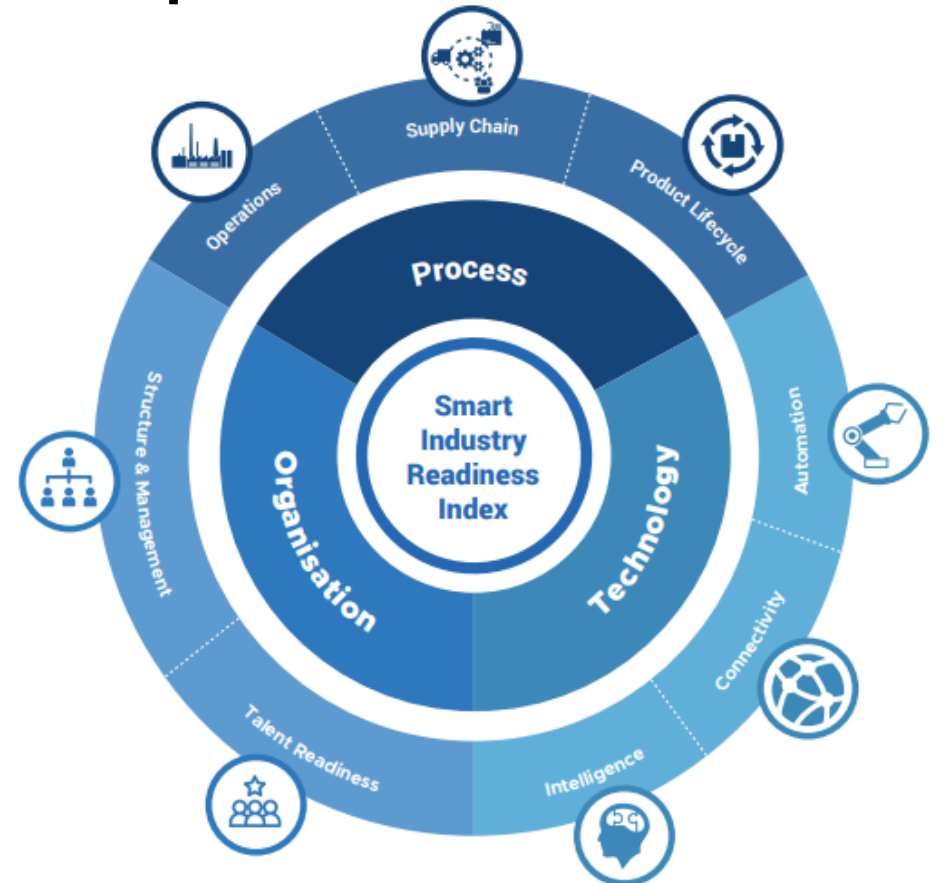 Supply Chain
Product Lifecycle
Operations
Process
Smart
Industry
Readiness
Index
Automation
Structure & Management
Organisation
Technology
Connectivity
Talent Readiness
Intelligence